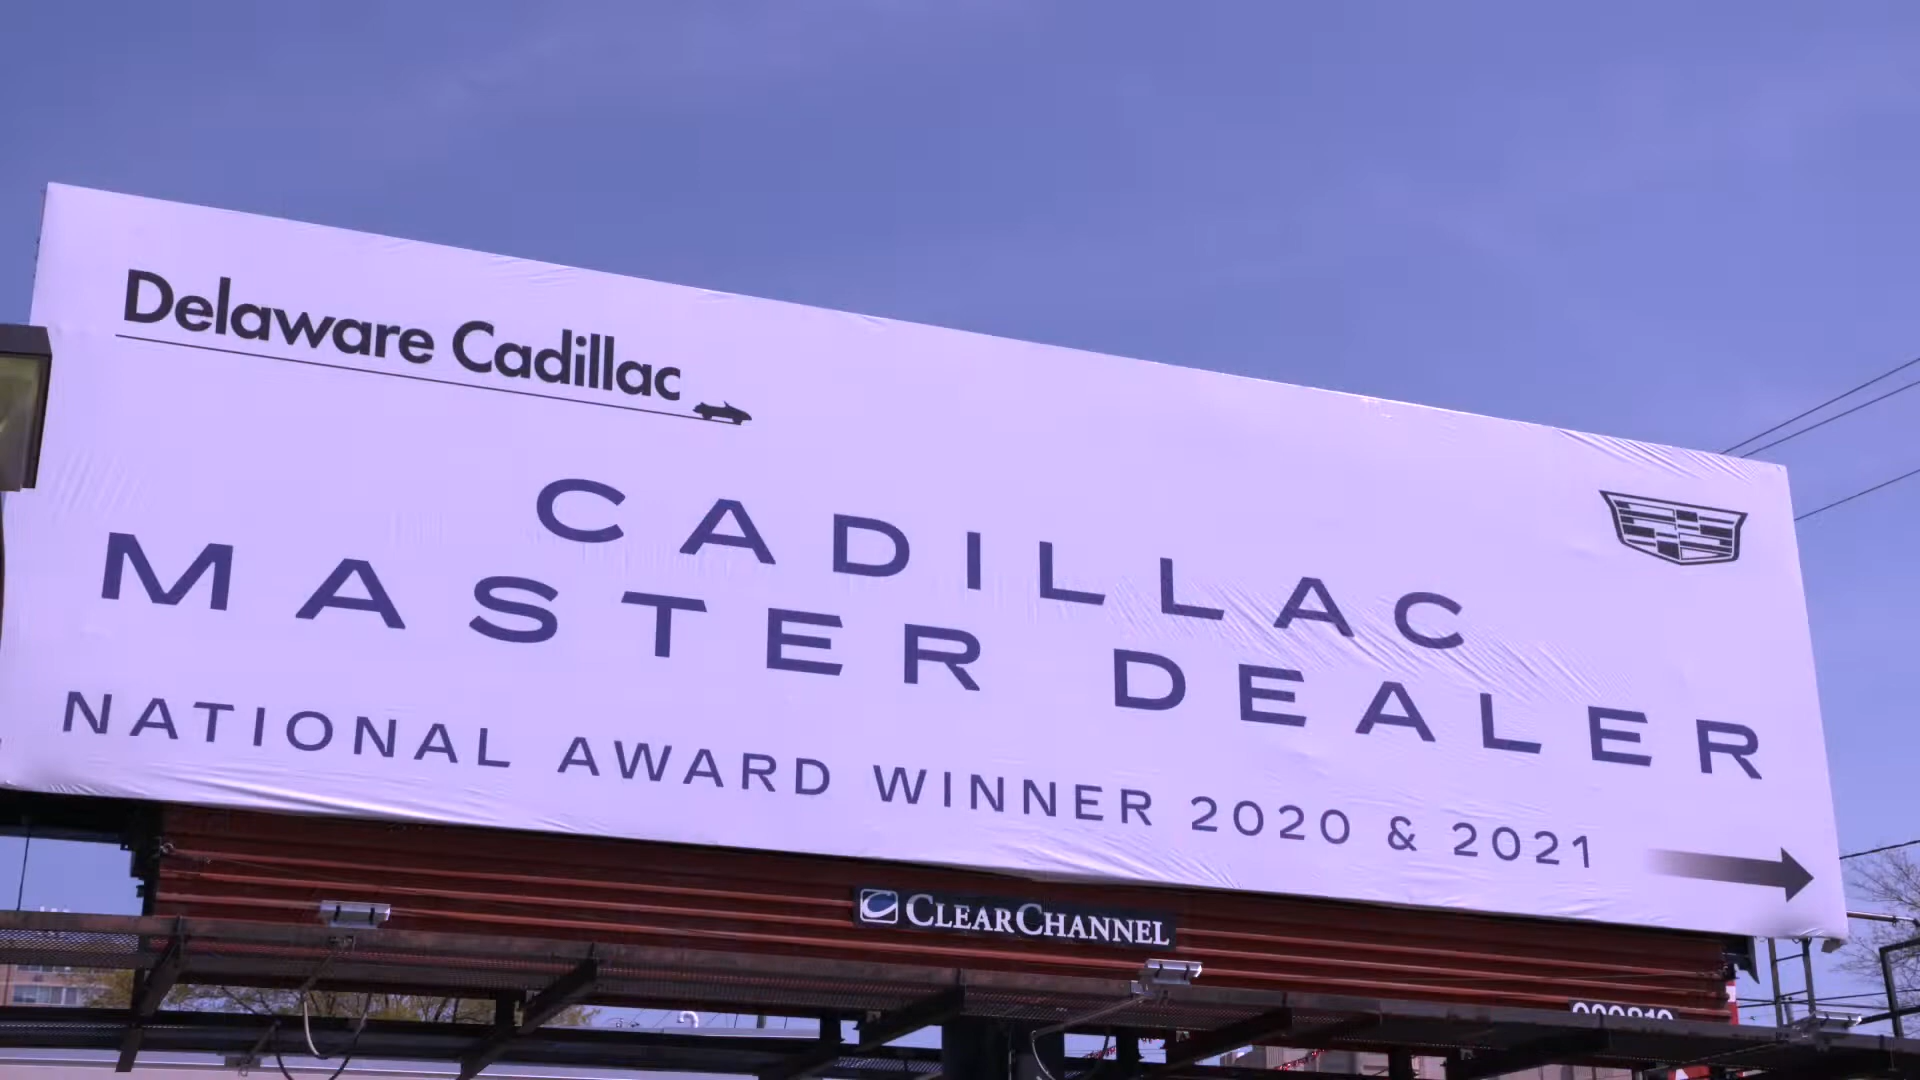 Delaware Cadillac
CADILLAC
MASTER DEALER
NATIONAL AWARD WINNER 2020 & 2021
CLEARCHANNEL